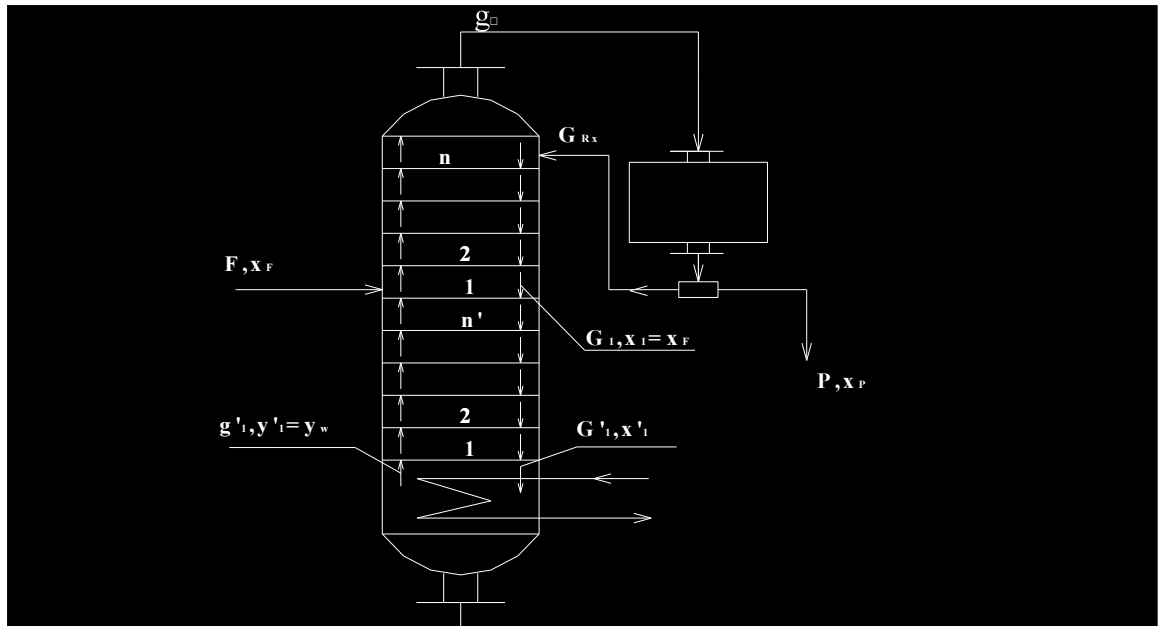 g□
G Rx
n
2
F,x F
1
n'
G 1,x 1=x F
P,x P
2
g'1,y'1=y w
G'1,x'1
1